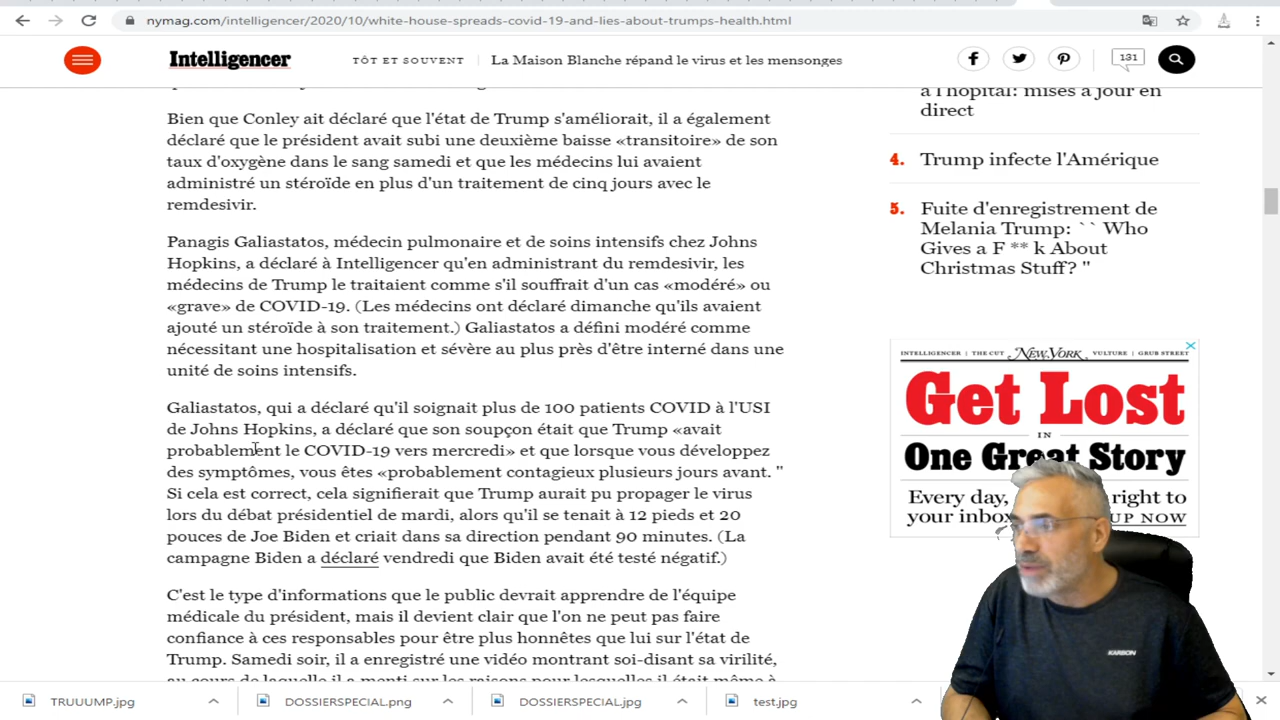 nymag.com/intelligencer/2020/10/white-house-spreads-covid-19-and-lies-about-trumps-health.html
Intelligencer
TÔT ET SOUVENT
La Maison Blanche répand le virus et les mensonges
131
Bien que Conley ait déclaré que l'état de Trump s'améliorait, il a également
déclaré que le président avait subi une deuxième baisse «transitoire» de son
taux d'oxygène dans le sang samedi et que les médecins lui avaient
administré un stéroïde en plus d'un traitement de cinq jours avec le
remdesivir.
Panagis Galiastatos, médecin pulmonaire et de soins intensifs chez Johns
Hopkins, a déclaré à Intelligencer qu'en administrant du remdesivir, les
médecins de Trump le traitaient comme s'il souffrait d'un cas «modéré» ou
«grave» de COVID-19. (Les médecins ont déclaré dimanche qu'ils avaient
ajouté un stéroïde à son traitement.) Galiastatos a défini modéré comme
nécessitant une hospitalisation et sévère au plus près d'être interné dans une
unité de soins intensifs.
Galiastatos, qui a déclaré qu'il soignait plus de 100 patients COVID à l'USI
de Johns Hopkins, a déclaré que son soupçon était que Trump «avait
probablement le COVID-19 vers mercredi» et que lorsque vous développez
des symptômes, vous êtes «probablement contagieux plusieurs jours avant. "
Si cela est correct, cela signifierait que Trump aurait pu propager le virus
lors du débat présidentiel de mardi, alors qu'il se tenait à 12 pieds et 20
pouces de Joe Biden et criait dans sa direction pendant 90 minutes. (La
campagne Biden a déclaré vendredi que Biden avait été testé négatif.)
C'est le type d'informations que le public devrait apprendre de l'équipe
médicale du président, mais il devient clair que l'on ne peut pas faire
confiance à ces responsables pour être plus honnêtes que lui sur l'état de
Trump. Samedi soir, il a enregistré une vidéo montrant soi-disant sa virilité,
au cours de laquelle il a menti sur les raisons pour lesquelles il était même à
à l'hôpital: mises à jour en
direct
4. Trump infecte l'Amérique
5. Fuite d'enregistrement de
Melania Trump: `` Who
Gives a F ** k About
Christmas Stuff? "
INTELLIGENCER | THE CUT NEW YORK VULTURE | GRUB STREET
Get Lost
IN
One Great Story
Every day, right to
your inbox UP NOW
KARBON
TRUUUMP.jpg
DOSSIERSPECIAL.png
DOSSIERSPECIAL.jpg
test.jpg